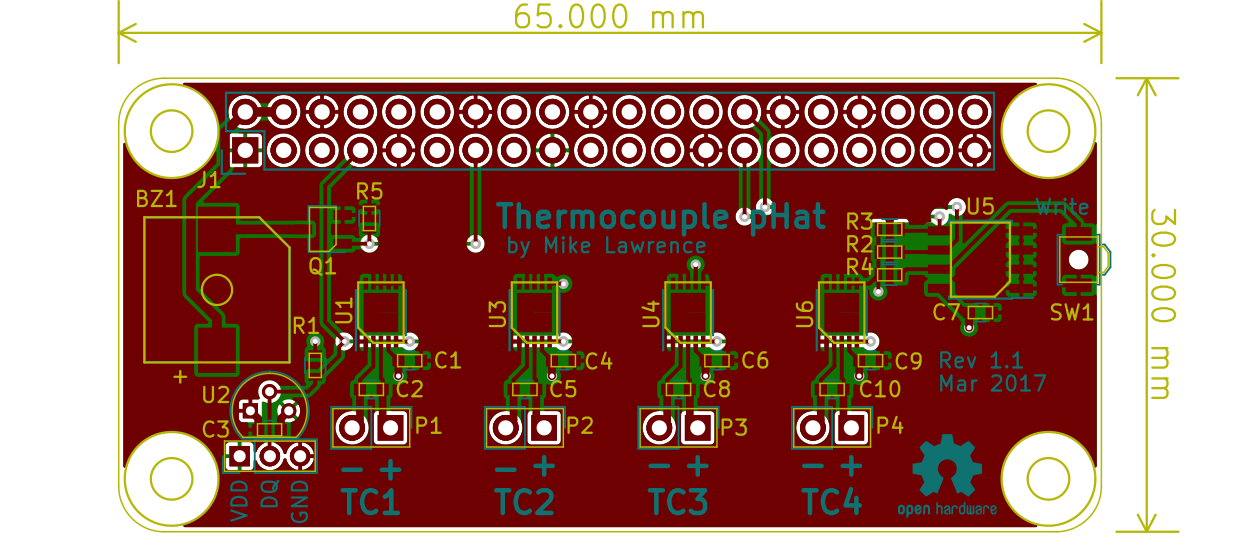 65.000 mm
30.000 mm
J1
BZ1
R5
Thermocouple pHat
by Mike Lawrence
R3
U5
Write
R2
R4
Q1
U1
U3
U4
U6
C7
SW1
R1
C1
C4
C6
C9
Rev 1.1
Mar 2017
+
U2
C2
C5
C8
C10
C3
P1
P2
P3
P4
- +
- +
- +
- +
VDD
DQ
GND
TC1
TC2
TC3
TC4
open hardware